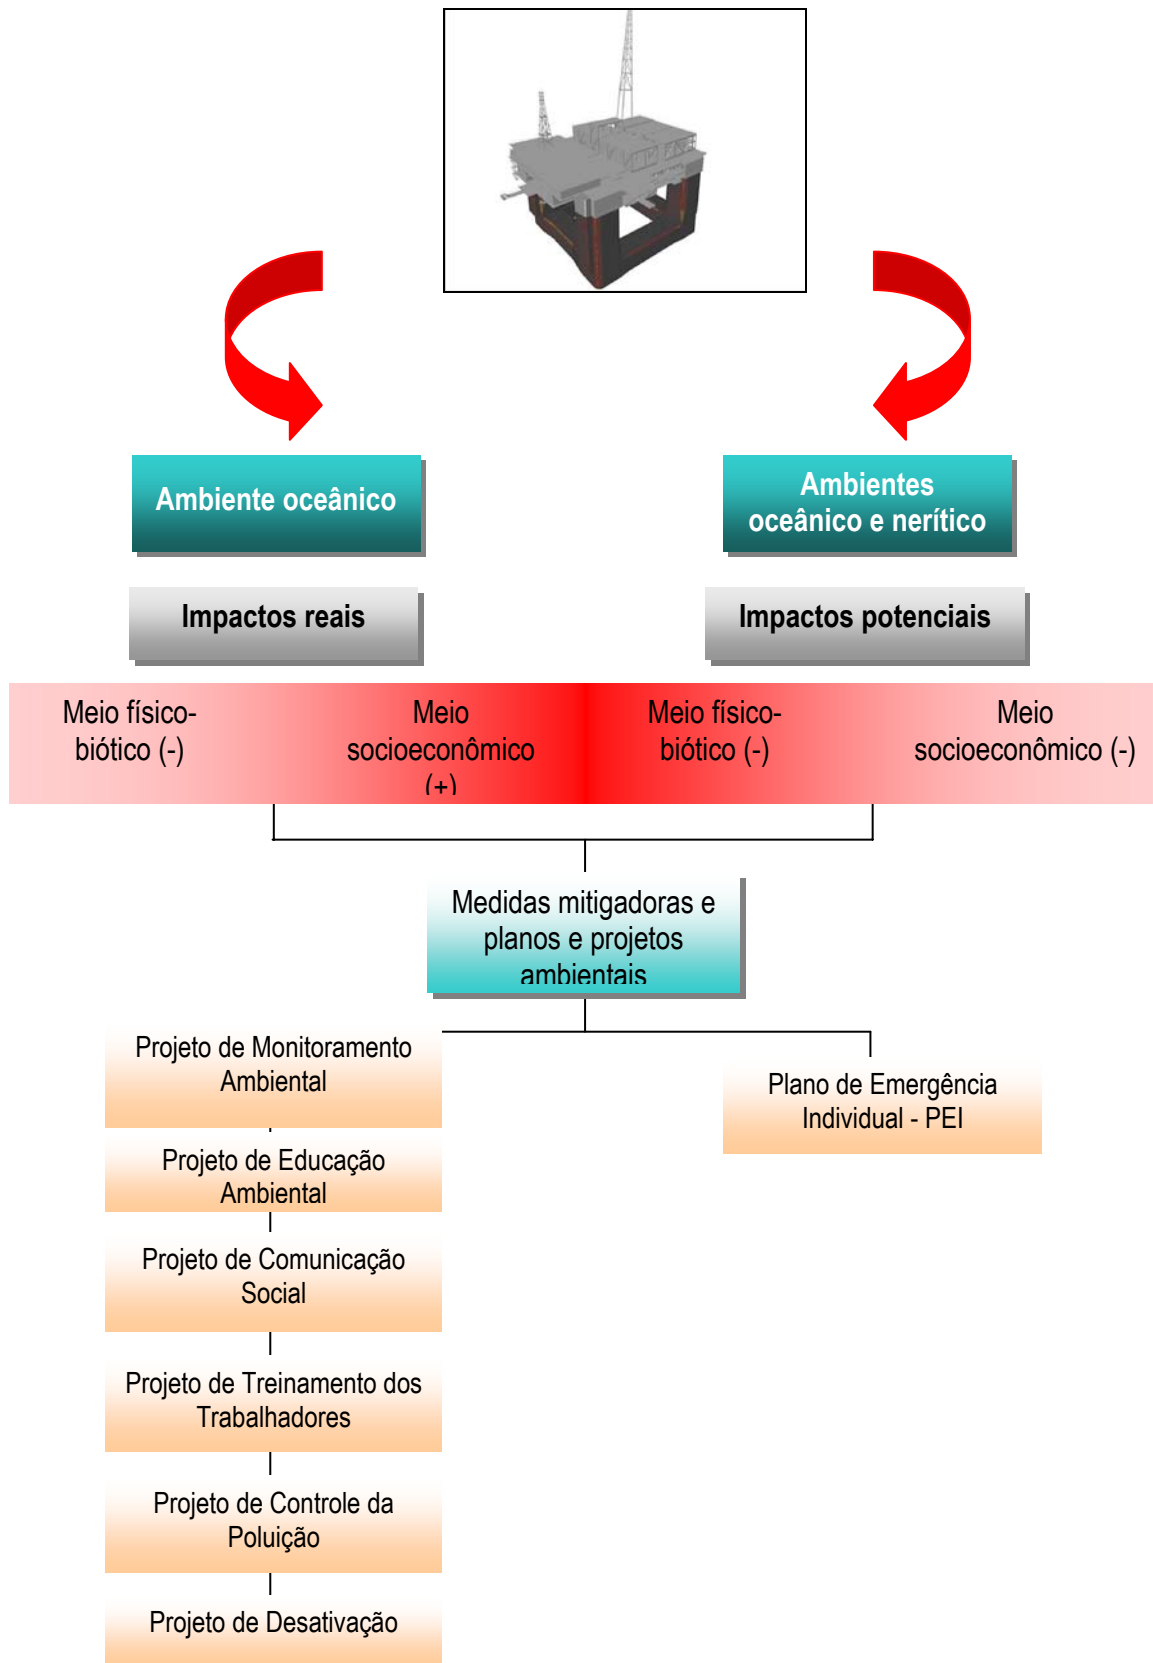 Ambiente oceânico
Ambientes
oceânico e nerítico
Impactos reais
Impactos potenciais
Meio físico-
biótico (-)
Meio
socioeconômico
(+)
Meio físico-
biótico (-)
Meio
socioeconômico (-)
Medidas mitigadoras e
planos e projetos
ambientais
Projeto de Monitoramento
Ambiental
Plano de Emergência
Individual - PEI
Projeto de Educação
Ambiental
Projeto de Comunicação
Social
Projeto de Treinamento dos
Trabalhadores
Projeto de Controle da
Poluição
Projeto de Desativação